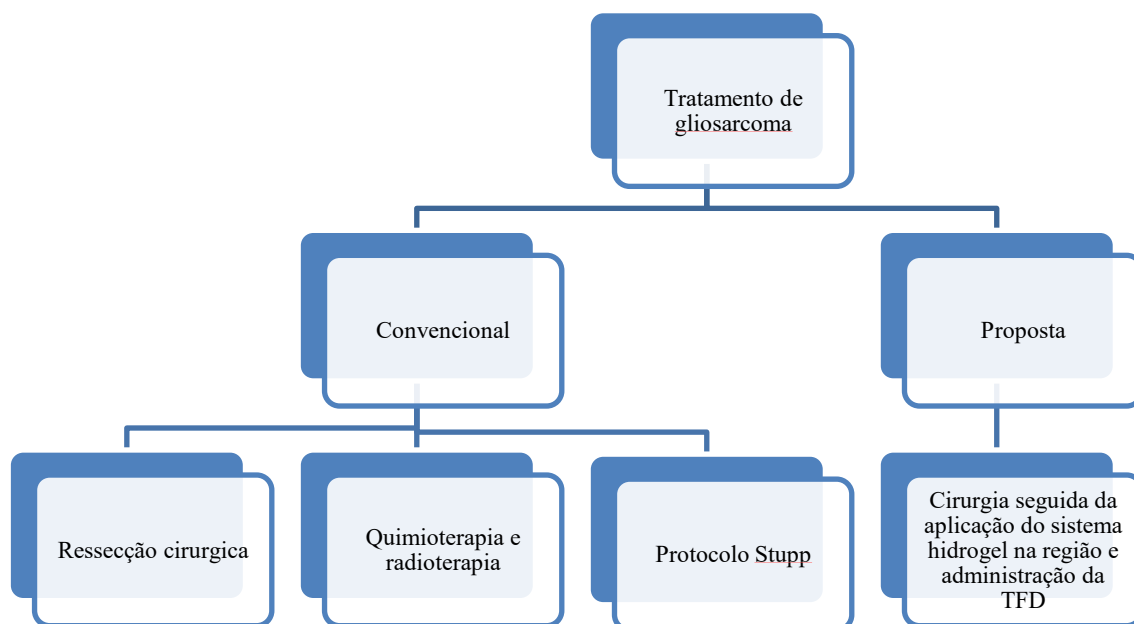 Tratamento de
gliosarcoma
Convencional
Proposta
Ressecção cirurgica
Quimioterapia e
radioterapia
Protocolo Stupp
Cirurgia seguida da
aplicação do sistema
hidrogel na região e
administração da
TFD